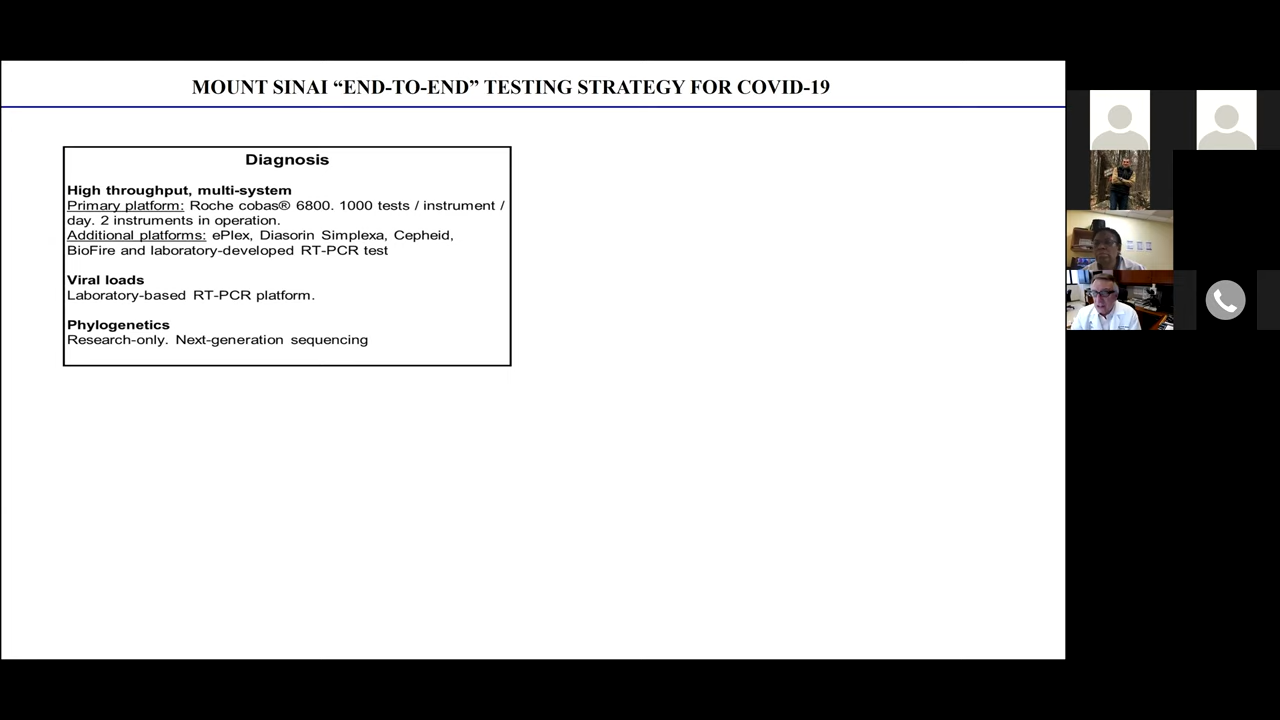 MOUNT SINAI “END-TO-END” TESTING STRATEGY FOR COVID-19
Diagnosis
High throughput, multi-system
Primary platform: Roche cobas® 6800. 1000 tests / instrument /
day. 2 instruments in operation.
Additional platforms: ePlex, Diasorin Simplexa, Cepheid,
BioFire and laboratory-developed RT-PCR test
Viral loads
Laboratory-based RT-PCR platform.
Phylogenetics
Research-only. Next-generation sequencing